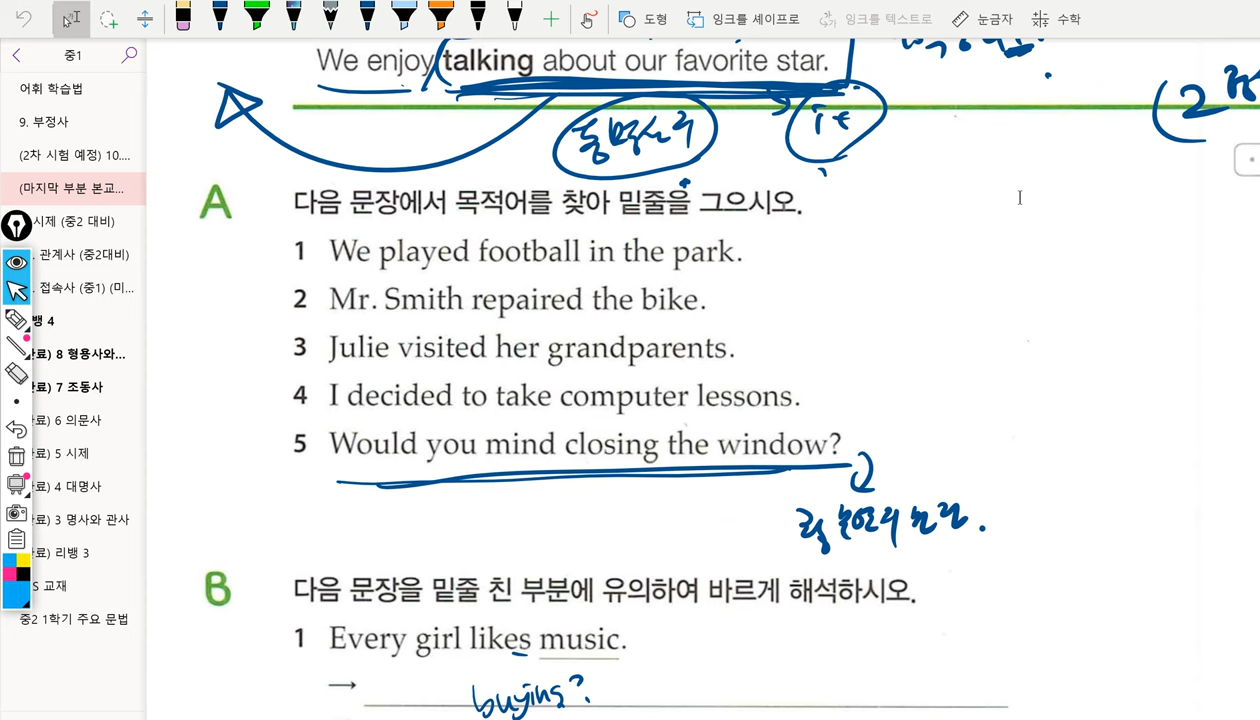 도형
잉크를 셰이프로
잉크를 텍스트로
눈금자
수학
중1
어휘 학습법
9. 부정사
(2차 시험 예정) 10....
(마지막 부분 본교...
시제 (중2 대비)
. 관계사 (중2대비)
. 접속사 (중1) (미...
뱅 4
료) 8 형용사와...
료) 7 조동사
료) 6 의문사
료) 5 시제
료) 4 대명사
료) 3 명사와 관사
료) 리뱅 3
S 교재
중2 1학기 주요 문법
We enjoy talking about our favorite star.
it
(2
A 다음 문장에서 목적어를 찾아 밑줄을 그으시오.
1 We played football in the park.
2 Mr. Smith repaired the bike.
3 Julie visited her grandparents.
4 I decided to take computer lessons.
5 Would you mind closing the window?
B 다음 문장을 밑줄 친 부분에 유의하여 바르게 해석하시오.
1 Every girl likes music.
→
buying?